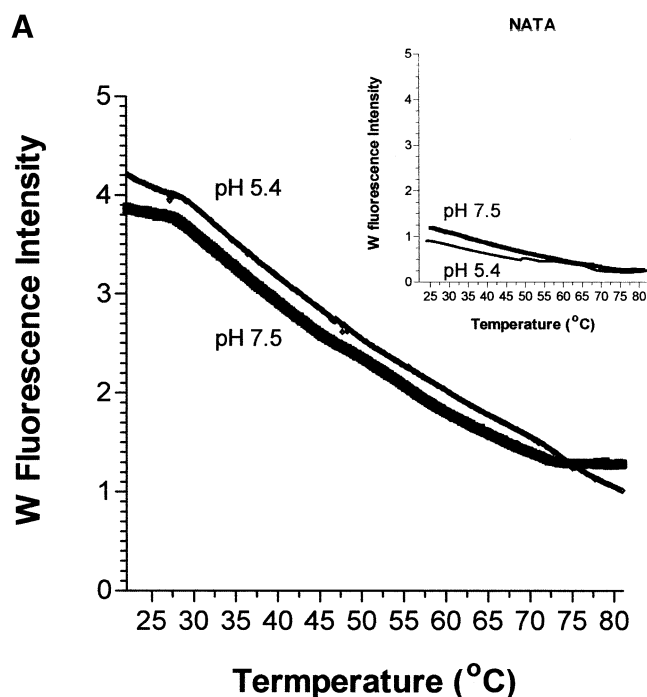 A
NATA
5
4
3
2
1
0
W fluorescence Intensity
pH 7.5
pH 5.4
25 30 35 40 45 50 55 60 65 70 75 80
Temperature (°C)
5
4
3
2
1
0
W Fluorescence Intensity
pH 5.4
pH 7.5
25 30 35 40 45 50 55 60 65 70 75 80
Termperature (°C)